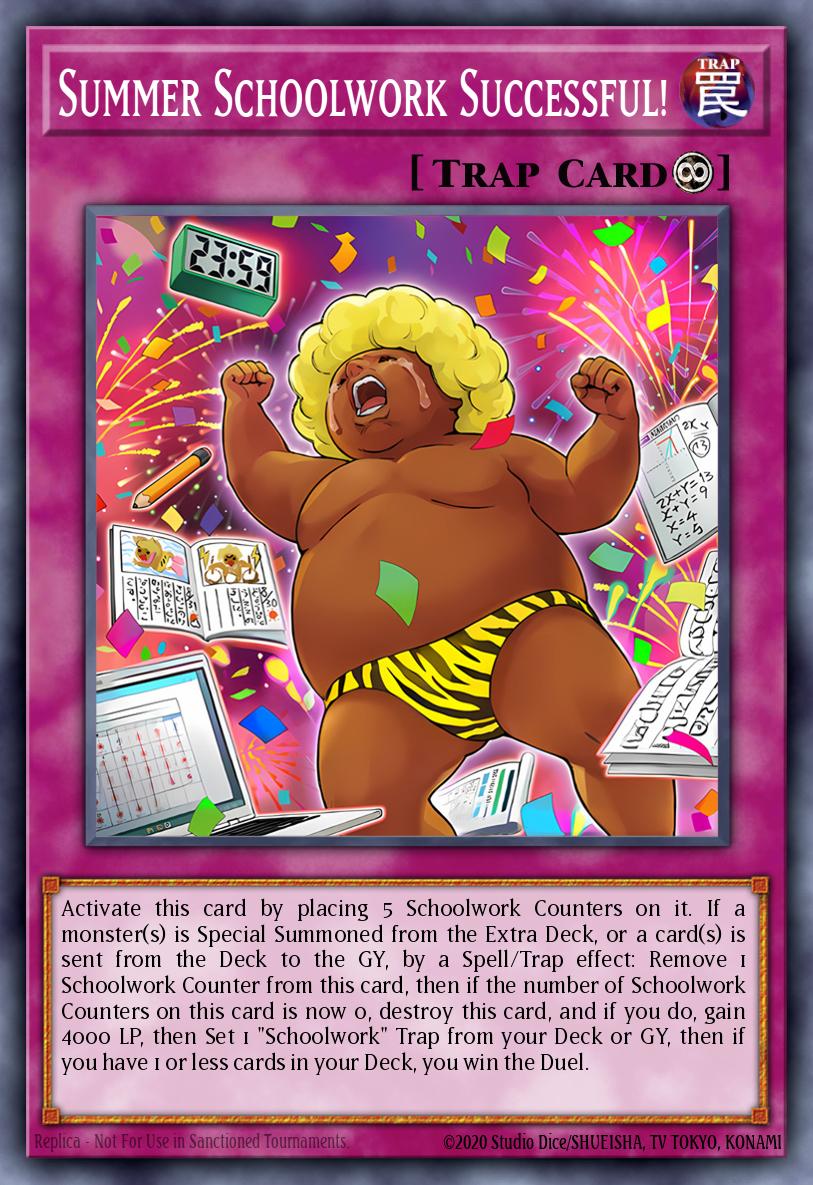 Summer Schoolwork Successful!
TRAP
罠
[Trap Card]
23:59
2X
13
2X+Y=13
X+Y=9
X=4
Y=5
Activate this card by placing 5 Schoolwork Counters on it. If a
monster(s) is Special Summoned from the Extra Deck, or a card(s) is
sent from the Deck to the GY, by a Spell/Trap effect: Remove 1
Schoolwork Counter from this card, then if the number of Schoolwork
Counters on this card is now 0, destroy this card, and if you do, gain
4000 LP, then Set 1 "Schoolwork" Trap from your Deck or GY, then if
you have 1 or less cards in your Deck, you win the Duel.
Replica - Not For Use in Sanctioned Tournaments.
©2020 Studio Dice/SHUEISHA, TV TOKYO, KONAMI